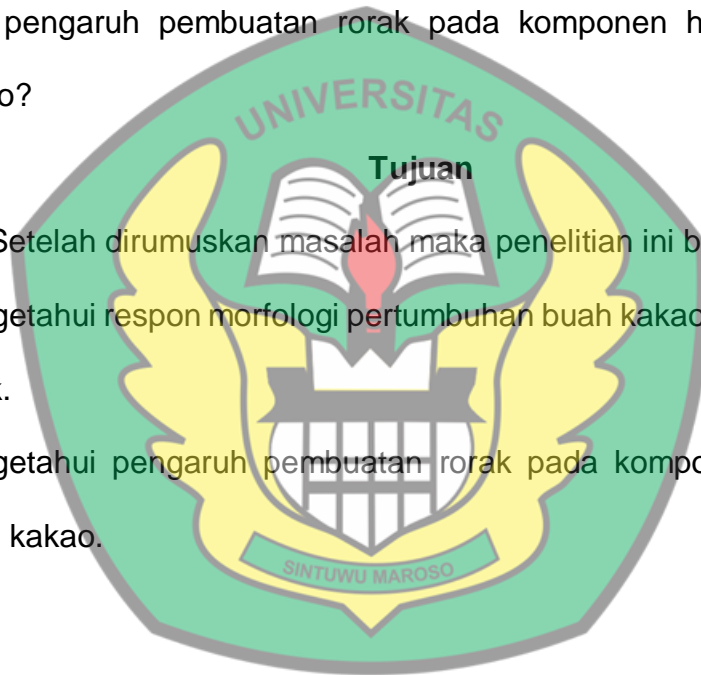 pengaruh pembuatan rorak pada komponen h
o?
UNIVERSITAS
Tujuan
Setelah dirumuskan masalah maka penelitian ini b
getahui respon morfologi pertumbuhan buah kakao
k.
getahui pengaruh pembuatan rorak pada kompo
kakao.
SINTUWU MAROSO